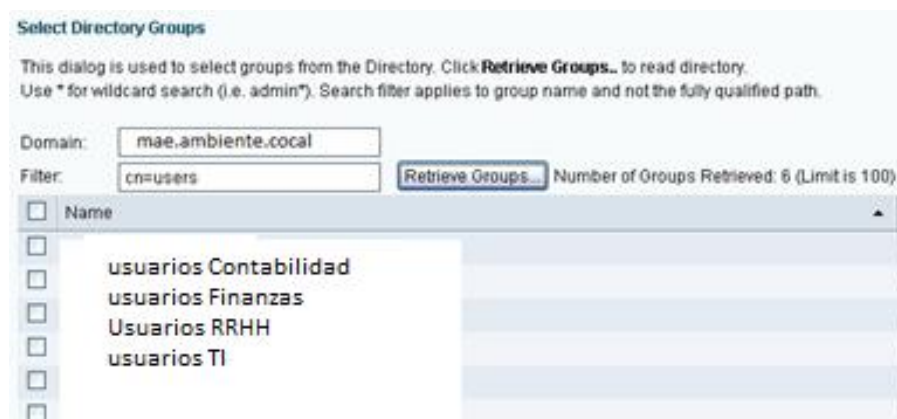 Select Directory Groups
This dialog is used to select groups from the Directory. Click Retrieve Groups... to read directory.
Use * for wildcard search (i.e. admin*). Search filter applies to group name and not the fully qualified path.
Domain: mae.ambiente.cocal
Filter: cn=users Retrieve Groups... Number of Groups Retrieved: 6 (Limit is 100)
Name
usuarios Contabilidad
usuarios Finanzas
Usuarios RRHH
usuarios TI